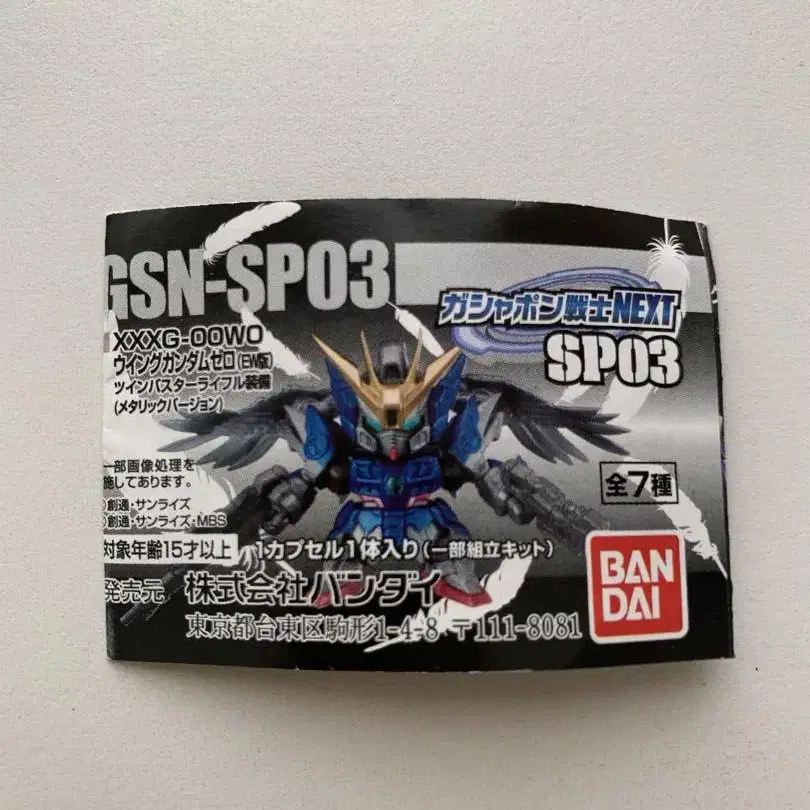 GSN-SP03
ガシャポン戦士NEXT
SP03
XXXG-00W0
ウイングガンダムゼロ(EW版)
ツインバスターライフル装備
(メタリックバージョン)
一部画像処理を
施してあります。
創通・サンライズ
創通・サンライズ・MBS
全7種
対象年齢15才以上
1カプセル1体入り(一部組立キット)
発売元 株式会社バンダイ
東京都台東区駒形1-4-8 〒111-8081
BAN
DAI